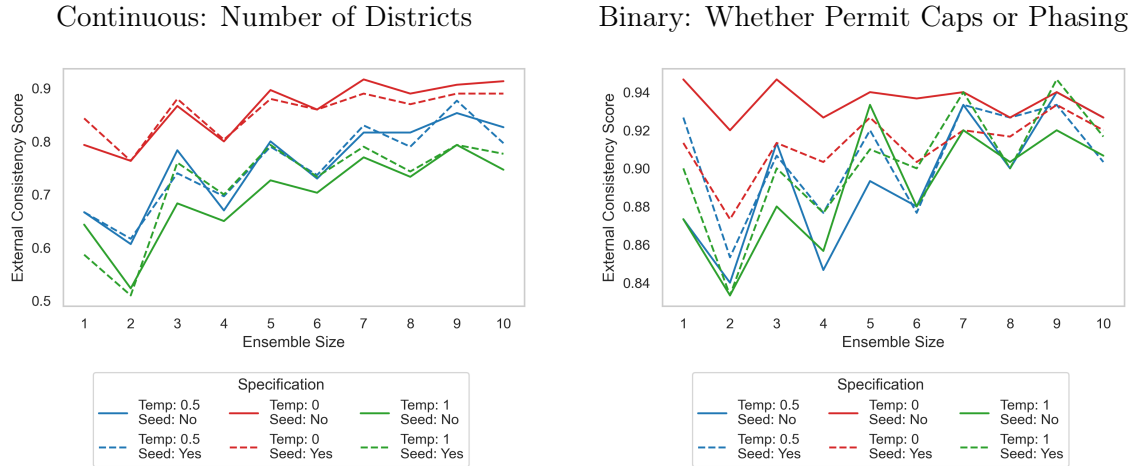 Continuous: Number of Districts
External Consistency Score
0.9
0.8
0.7
0.6
0.5
1 2 3 4 5 6 7 8 9 10
Ensemble Size
Specification
Temp: 0.5 Temp: 0 Temp: 1
Seed: No Seed: No Seed: No
Temp: 0.5 Temp: 0 Temp: 1
Seed: Yes Seed: Yes Seed: Yes
Binary: Whether Permit Caps or Phasing
External Consistency Score
0.94
0.92
0.90
0.88
0.86
0.84
1 2 3 4 5 6 7 8 9 10
Ensemble Size
Specification
Temp: 0.5 Temp: 0 Temp: 1
Seed: No Seed: No Seed: No
Temp: 0.5 Temp: 0 Temp: 1
Seed: Yes Seed: Yes Seed: Yes